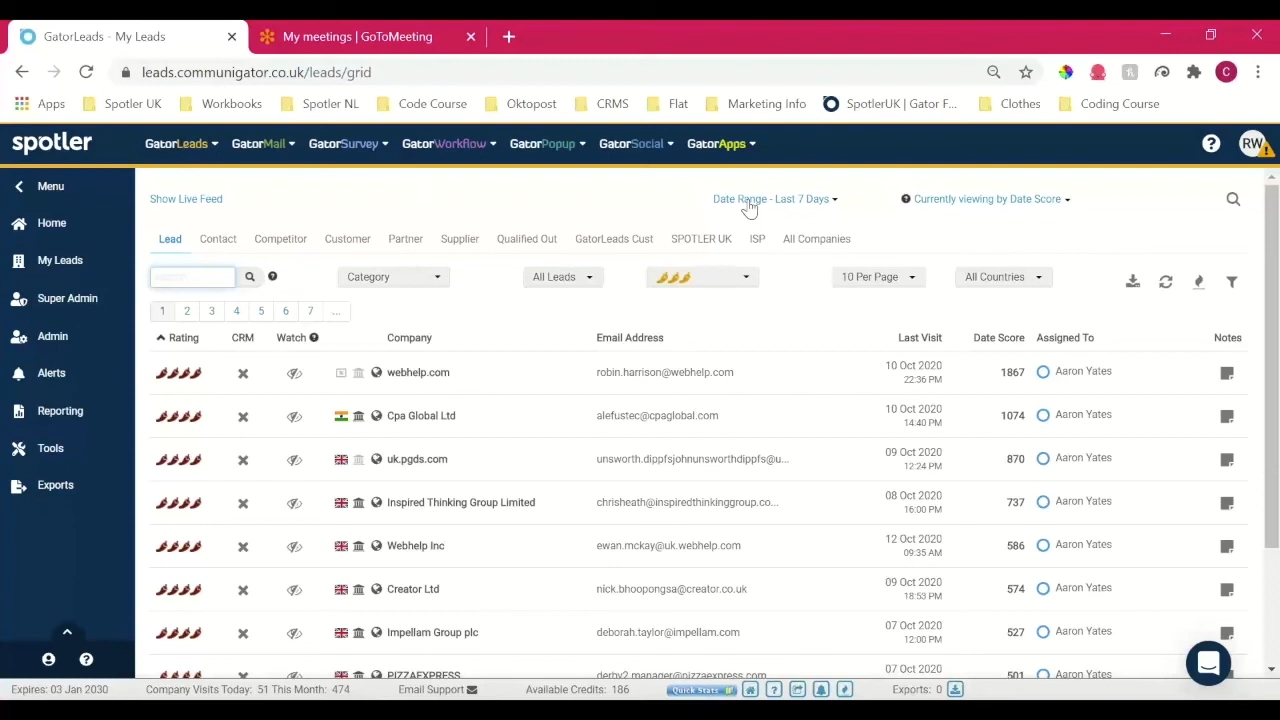 GatorLeads - My Leads
My meetings | GoToMeeting
leads.communigator.co.uk/leads/grid
C
Apps Spotler UK Workbooks Spotler NL Code Course Oktopost CRMS Flat Marketing Info SpotlerUK | Gator F... Clothes Coding Course
spotler GatorLeads GatorMail GatorSurvey GatorWorkflow GatorPopup GatorSocial GatorApps ? RW
Menu
Home
My Leads
Super Admin
Admin
Alerts
Reporting
Tools
Exports
Show Live Feed Date Range - Last 7 Days Currently viewing by Date Score
Lead Contact Competitor Customer Partner Supplier Qualified Out GatorLeads Cust SPOTLER UK ISP All Companies
Category All Leads 10 Per Page All Countries
1 2 3 4 5 6 7 ...
Rating CRM Watch Company Email Address Last Visit Date Score Assigned To Notes
webhelp.com robin.harrison@webhelp.com 10 Oct 2020 22:36 PM 1867 Aaron Yates
Cpa Global Ltd alefustec@cpaglobal.com 10 Oct 2020 14:40 PM 1074 Aaron Yates
uk.pgds.com unsworth.dippfsjohnunsworthdippfs@u... 09 Oct 2020 12:24 PM 870 Aaron Yates
Inspired Thinking Group Limited chrisheath@inspiredthinkinggroup.co... 08 Oct 2020 16:00 PM 737 Aaron Yates
Webhelp Inc ewan.mckay@uk.webhelp.com 12 Oct 2020 09:35 AM 586 Aaron Yates
Creator Ltd nick.bhoopongsa@creator.co.uk 09 Oct 2020 18:53 PM 574 Aaron Yates
Impellam Group plc deborah.taylor@impellam.com 07 Oct 2020 12:00 PM 527 Aaron Yates
PIZZAEXPRESS derby2.manager@pizzaexpress.com 07 Oct 2020 501 Aaron Yates
Expires: 03 Jan 2030 Company Visits Today: 51 This Month: 474 Email Support Available Credits: 186 Quick Stats Exports: 0